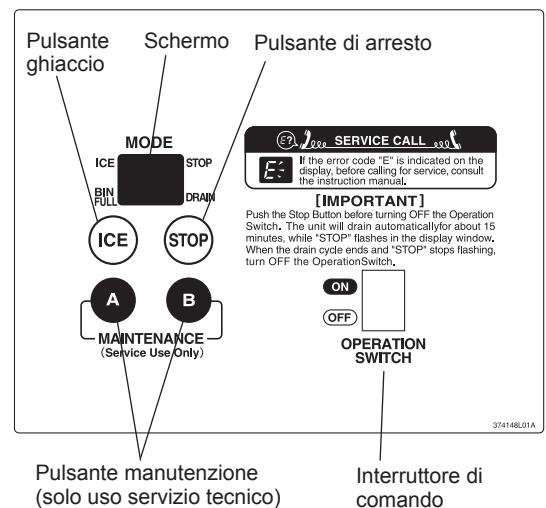 Pulsante
ghiaccio
Schermo
Pulsante di arresto
MODE
ICE
STOP
BIN
FULL
DRAIN
ICE
STOP
A
B
MAINTENANCE
(Service Use Only)
E? SERVICE CALL
E
If the error code "E" is indicated on the
display, before calling for service, consult
the instruction manual.
[IMPORTANT]
Push the Stop Button before turning OFF the Operation
Switch. The unit will drain automaticallyfor about 15
minutes, while "STOP" flashes in the display window.
When the drain cycle ends and "STOP" stops flashing,
turn OFF the OperationSwitch.
ON
OFF
OPERATION
SWITCH
374148L01A
Pulsante manutenzione
(solo uso servizio tecnico)
Interruttore di
comando